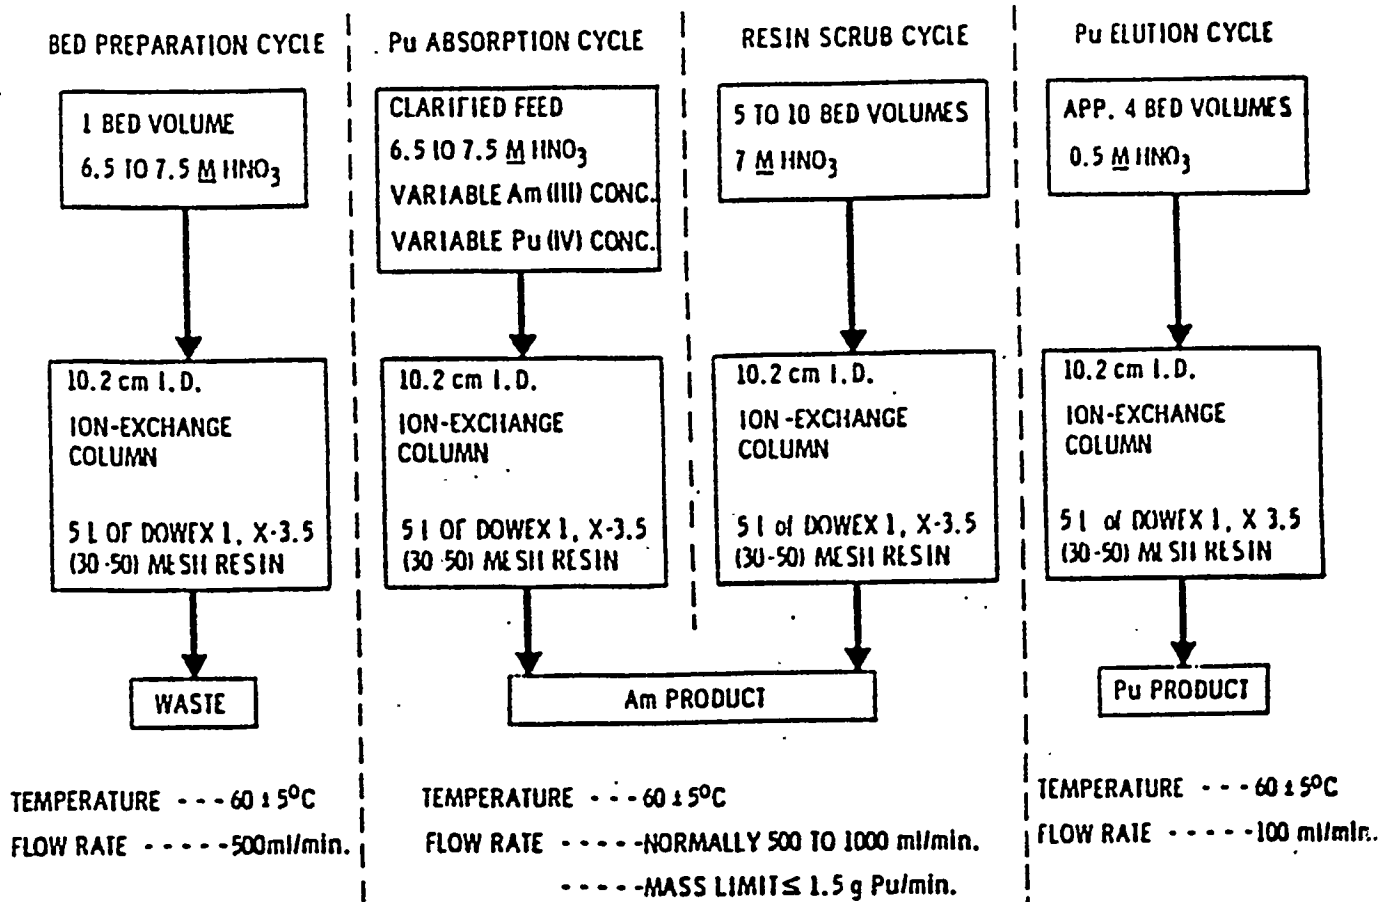 BED PREPARATION CYCLE
1 BED VOLUME
6.5 TO 7.5 M HNO3
10.2 cm I.D.
ION-EXCHANGE
COLUMN
5 L OF DOWEX 1, X-3.5
(30-50) MESH RESIN
WASTE
TEMPERATURE - - - 60 ± 5°C
FLOW RATE - - - - - 500ml/min.
Pu ABSORPTION CYCLE
CLARIFIED FEED
6.5 TO 7.5 M HNO3
VARIABLE Am (III) CONC.
VARIABLE Pu (IV) CONC.
10.2 cm I.D.
ION-EXCHANGE
COLUMN
5 L OF DOWEX 1, X-3.5
(30-50) MESH RESIN
RESIN SCRUB CYCLE
5 TO 10 BED VOLUMES
7 M HNO3
10.2 cm I.D.
ION-EXCHANGE
COLUMN
5 L of DOWEX 1, X-3.5
(30-50) MESH RESIN
Am PRODUCT
TEMPERATURE - - - 60 ± 5°C
FLOW RATE - - - - - NORMALLY 500 TO 1000 ml/min.
- - - - - MASS LIMIT ≤ 1.5 g Pu/min.
Pu ELUTION CYCLE
APP. 4 BED VOLUMES
0.5 M HNO3
10.2 cm I.D.
ION-EXCHANGE
COLUMN
5 L of DOWEX 1, X 3.5
(30-50) MESH RESIN
Pu PRODUCT
TEMPERATURE - - - 60 ± 5°C
FLOW RATE - - - - - 100 ml/min.